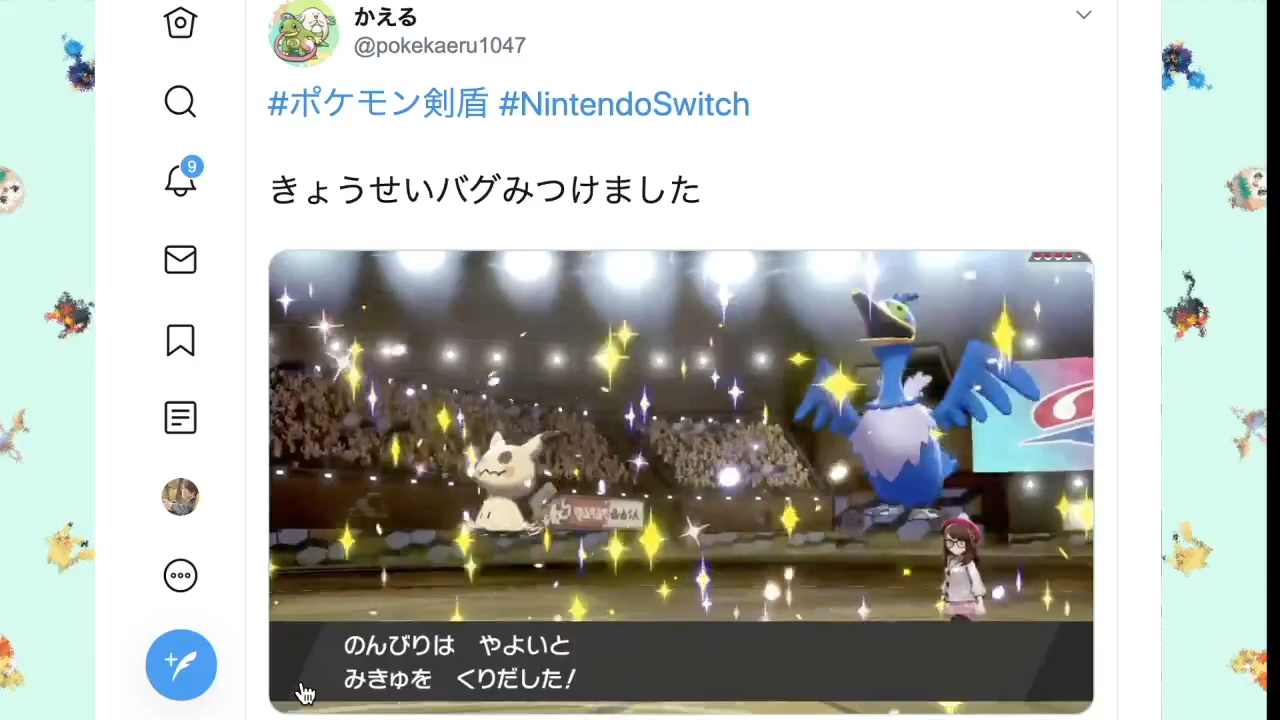 かえる
@pokekaeru1047
#ポケモン剣盾 #NintendoSwitch
9
きょうせいバグみつけました
のんびりは やよいと
みきゅを くりだした!